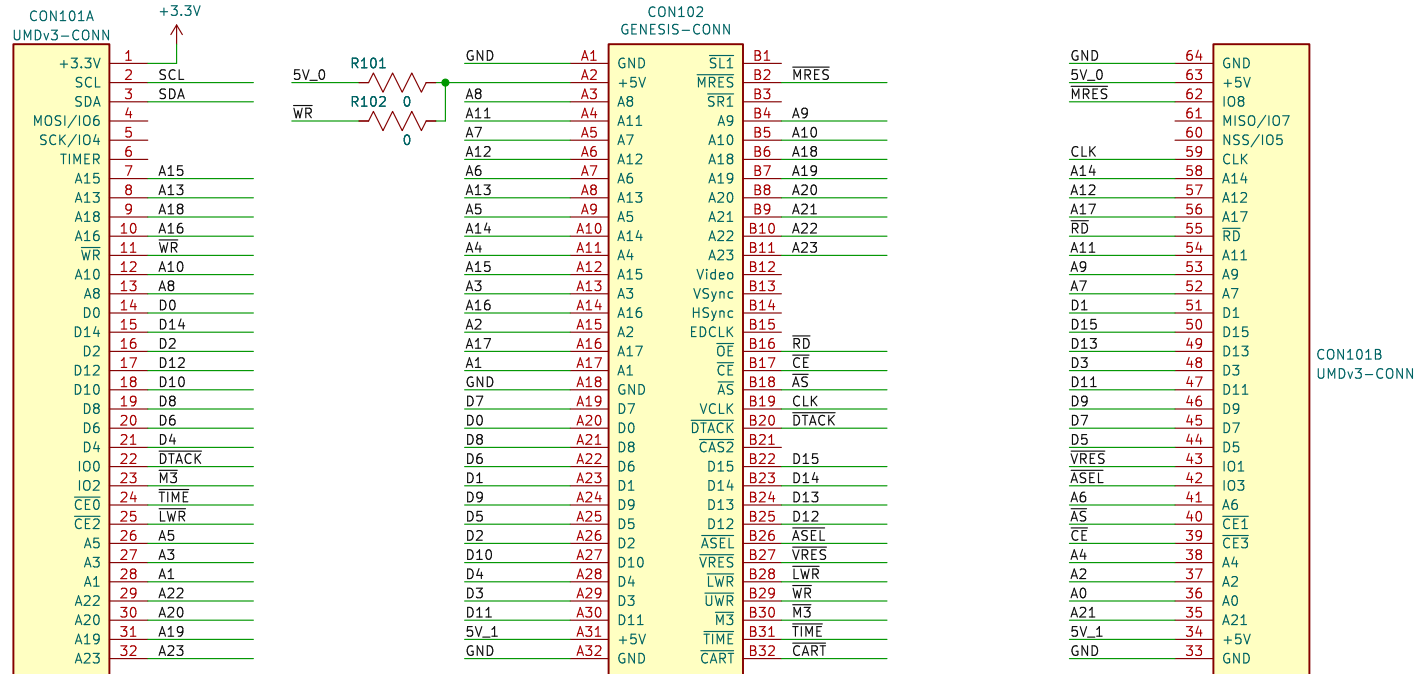 CON101A
UMDv3-CONN
+3.3V
+3.3V 1
SCL 2 SCL
SDA 3 SDA
MOSI/IO6 4
SCK/IO4 5
TIMER 6
A15 7 A15
A13 8 A13
A18 9 A18
A16 10 A16
WR 11 WR
A10 12 A10
A8 13 A8
D0 14 D0
D14 15 D14
D2 16 D2
D12 17 D12
D10 18 D10
D8 19 D8
D6 20 D6
D4 21 D4
IO0 22 DTACK
IO2 23 M3
CE0 24 TIME
CE2 25 LWR
A5 26 A5
A3 27 A3
A1 28 A1
A22 29 A22
A20 30 A20
A19 31 A19
A23 32 A23
R101
5V_0
0
R102
WR
0
CON102
GENESIS-CONN
GND A1 GND SL1 B1
A2 +5V MRES B2 MRES
A8 A3 A8 SR1 B3
A11 A4 A11 A9 B4 A9
A7 A5 A7 A10 B5 A10
A12 A6 A12 A18 B6 A18
A6 A7 A6 A19 B7 A19
A13 A8 A13 A20 B8 A20
A5 A9 A5 A21 B9 A21
A14 A10 A14 A22 B10 A22
A4 A11 A4 A23 B11 A23
A15 A12 A15 Video B12
A3 A13 A3 VSync B13
A16 A14 A16 HSync B14
A2 A15 A2 EDCLK B15
A17 A16 A17 OE B16 RD
A1 A17 A1 CE B17 CE
GND A18 GND AS B18 AS
D7 A19 D7 VCLK B19 CLK
D0 A20 D0 DTACK B20 DTACK
D8 A21 D8 CAS2 B21
D6 A22 D6 D15 B22 D15
D1 A23 D1 D14 B23 D14
D9 A24 D9 D13 B24 D13
D5 A25 D5 D12 B25 D12
D2 A26 D2 ASEL B26 ASEL
D10 A27 D10 VRES B27 VRES
D4 A28 D4 LWR B28 LWR
D3 A29 D3 UWR B29 WR
D11 A30 D11 M3 B30 M3
5V_1 A31 +5V TIME B31 TIME
GND A32 GND CART B32 CART
GND 64 GND
5V_0 63 +5V
MRES 62 IO8
61 MISO/IO7
60 NSS/IO5
CLK 59 CLK
A14 58 A14
A12 57 A12
A17 56 A17
RD 55 RD
A11 54 A11
A9 53 A9
A7 52 A7
D1 51 D1
D15 50 D15
D13 49 D13
D3 48 D3
D11 47 D11
D9 46 D9
D7 45 D7
D5 44 D5
VRES 43 IO1
ASEL 42 IO3
A6 41 A6
AS 40 CE1
CE 39 CE3
A4 38 A4
A2 37 A2
A0 36 A0
A21 35 A21
5V_1 34 +5V
GND 33 GND
CON101B
UMDv3-CONN